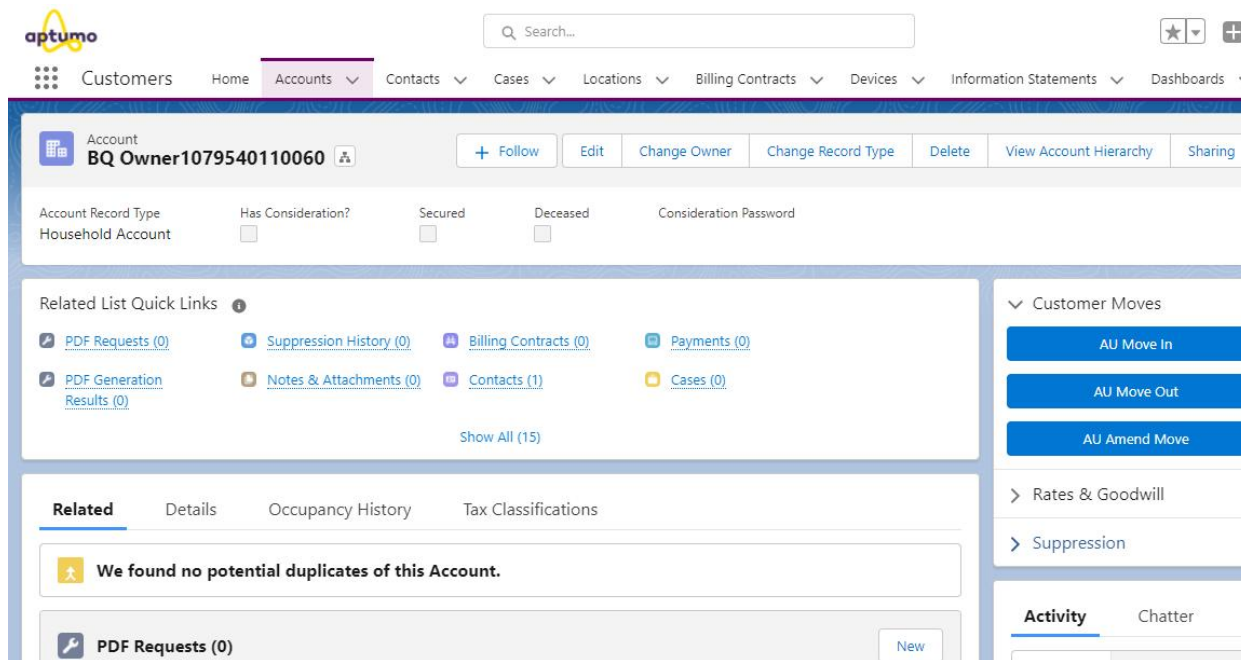 aptumo
Search...
Customers Home Accounts Contacts Cases Locations Billing Contracts Devices Information Statements Dashboards
Account
BQ Owner1079540110060
Follow Edit Change Owner Change Record Type Delete View Account Hierarchy Sharing
Account Record Type Has Consideration? Secured Deceased Consideration Password
Household Account
Related List Quick Links
PDF Requests (0) Suppression History (0) Billing Contracts (0) Payments (0)
PDF Generation Notes & Attachments (0) Contacts (1) Cases (0)
Results (0)
Show All (15)
Customer Moves
AU Move In
AU Move Out
AU Amend Move
Rates & Goodwill
Suppression
Related Details Occupancy History Tax Classifications
We found no potential duplicates of this Account.
PDF Requests (0) New
Activity Chatter